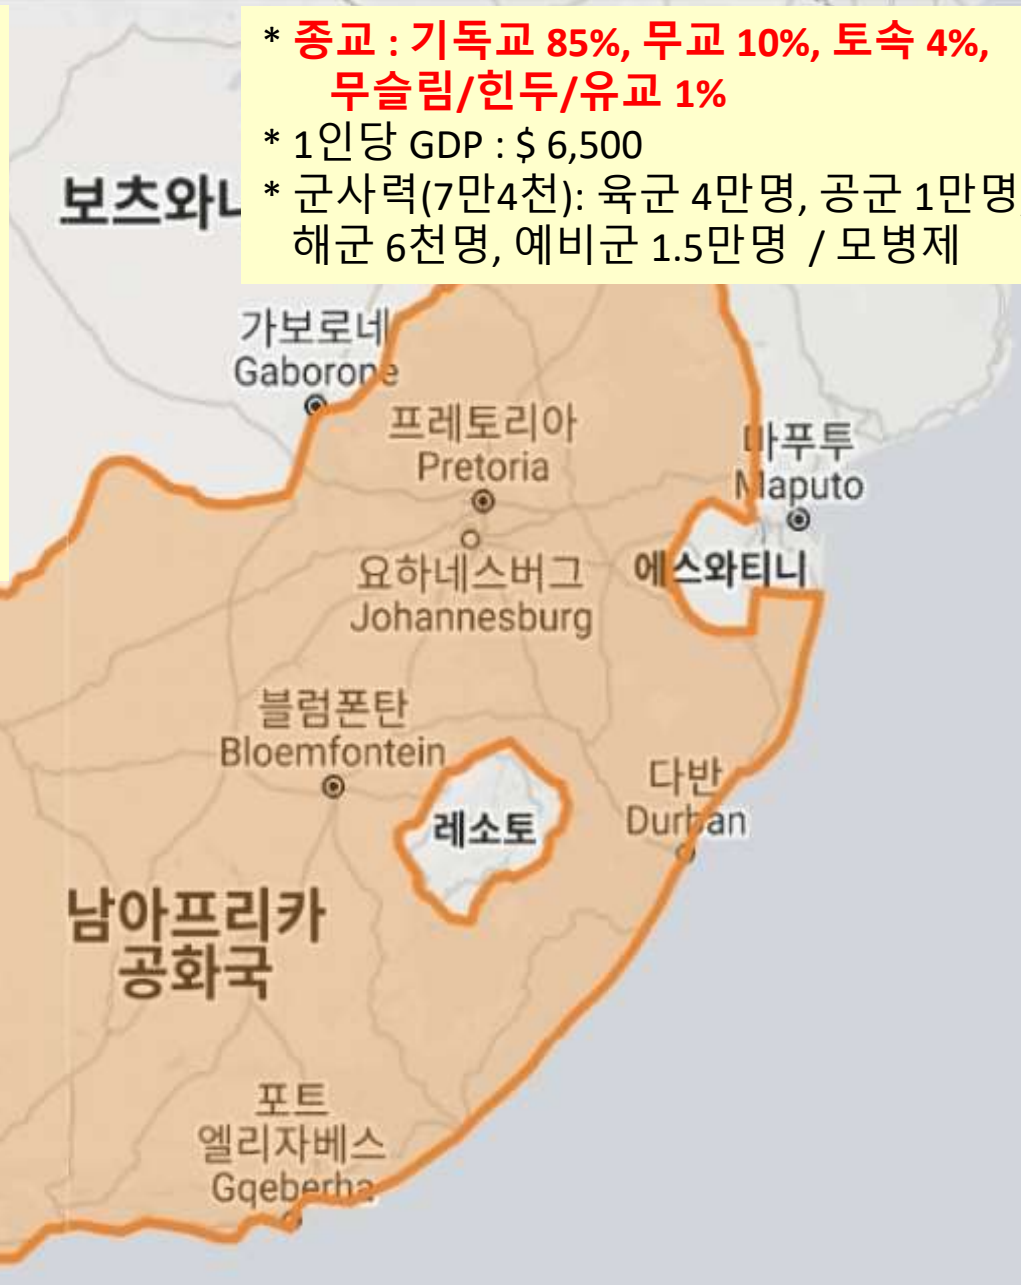 * 종교 : 기독교 85%, 무교 10%, 토속 4%,
무슬림/힌두/유교 1%
* 1인당 GDP : $ 6,500
* 군사력(7만4천): 육군 4만명, 공군 1만명
해군 6천명, 예비군 1.5만명 / 모병제
보츠와나
가보로네
Gaborone
프레토리아
Pretoria
마푸투
Maputo
요하네스버그
Johannesburg
에스와티니
블럼폰탄
Bloemfontein
다반
Durban
레소토
남아프리카
공화국
포트
엘리자베스
Gqeberha